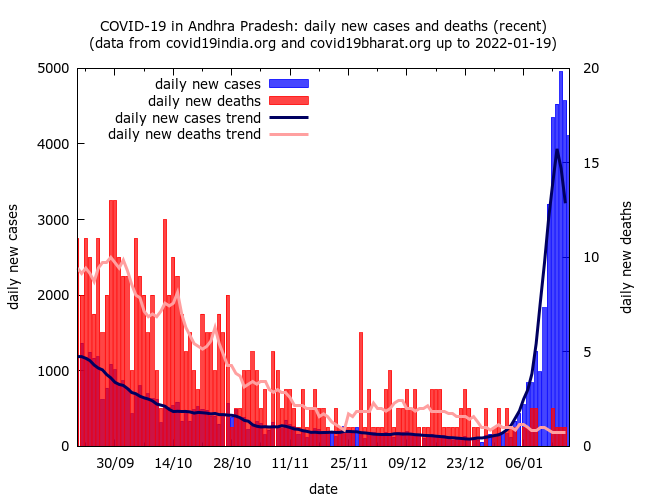 COVID-19 in Andhra Pradesh: daily new cases and deaths (recent)
(data from covid19india.org and covid19bharat.org up to 2022-01-19)
daily new cases
daily new deaths
daily new cases trend
daily new deaths trend
5000
4000
3000
2000
1000
0
daily new cases
20
15
10
5
0
daily new deaths
30/09 14/10 28/10 11/11 25/11 09/12 23/12 06/01
date